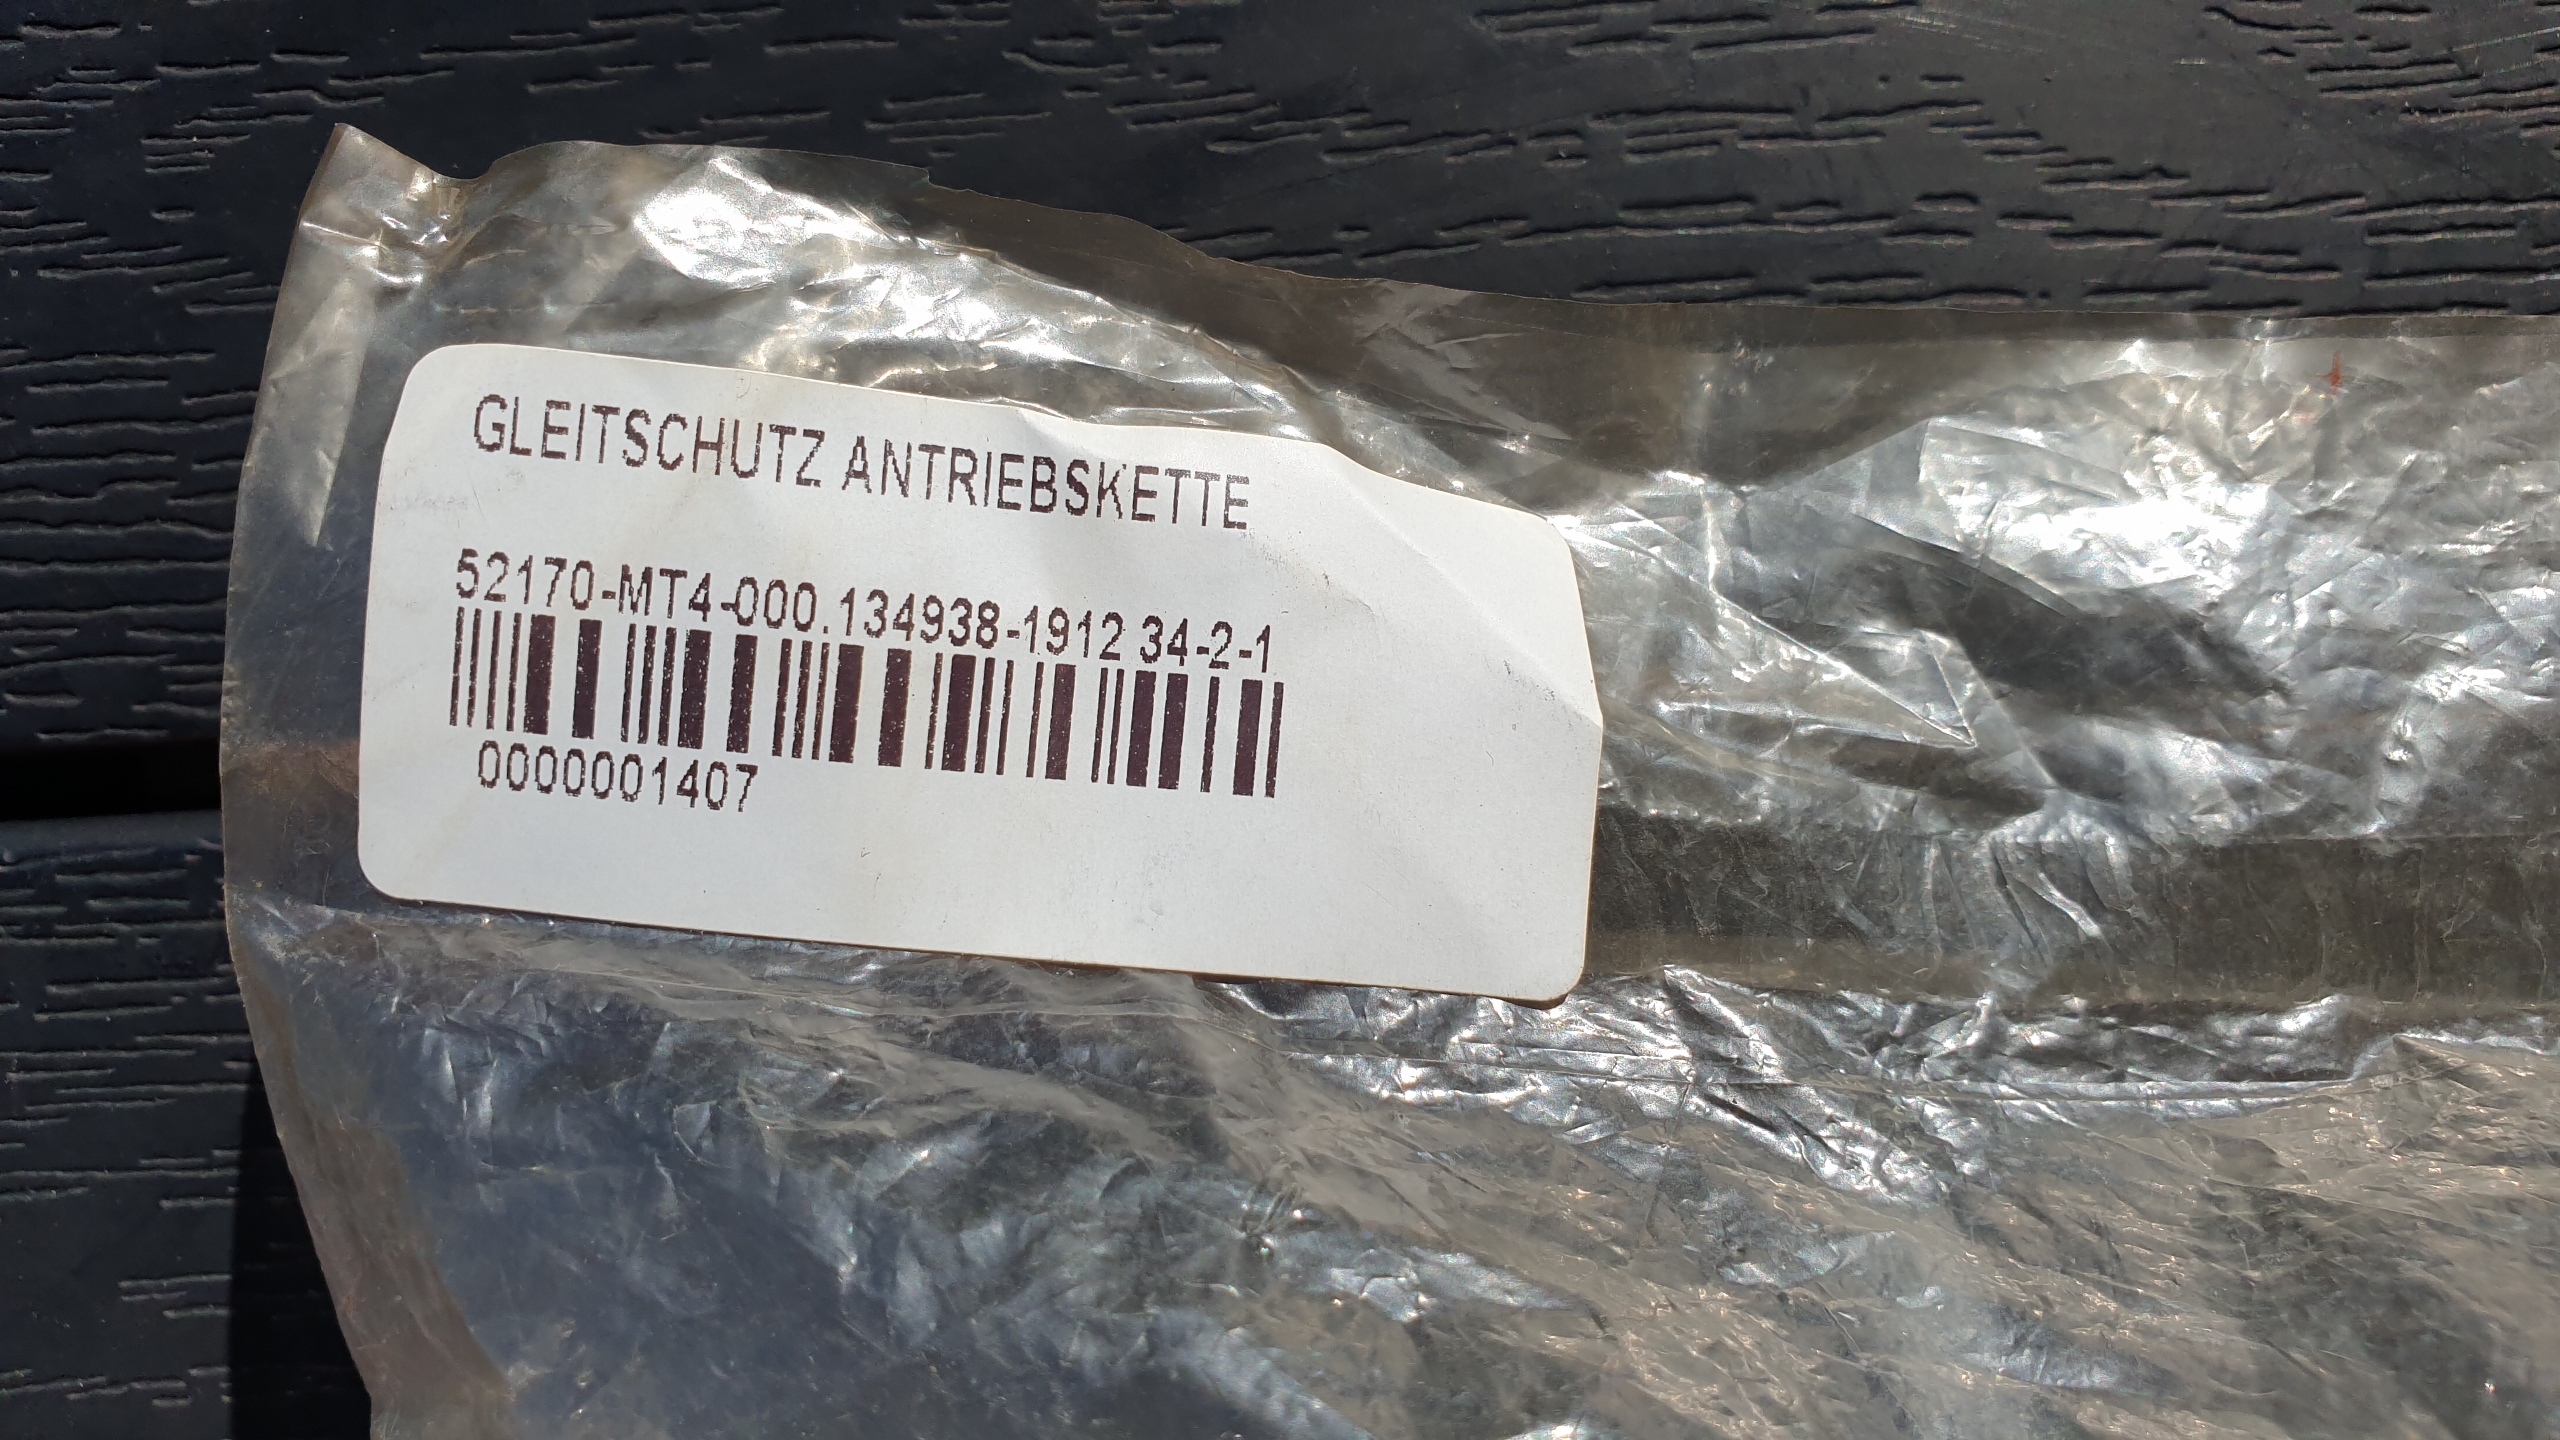 GLEITSCHUTZ ANTRIEBSKETTE
52170-MT4-000.134938-1912 34-2-1
0000001407